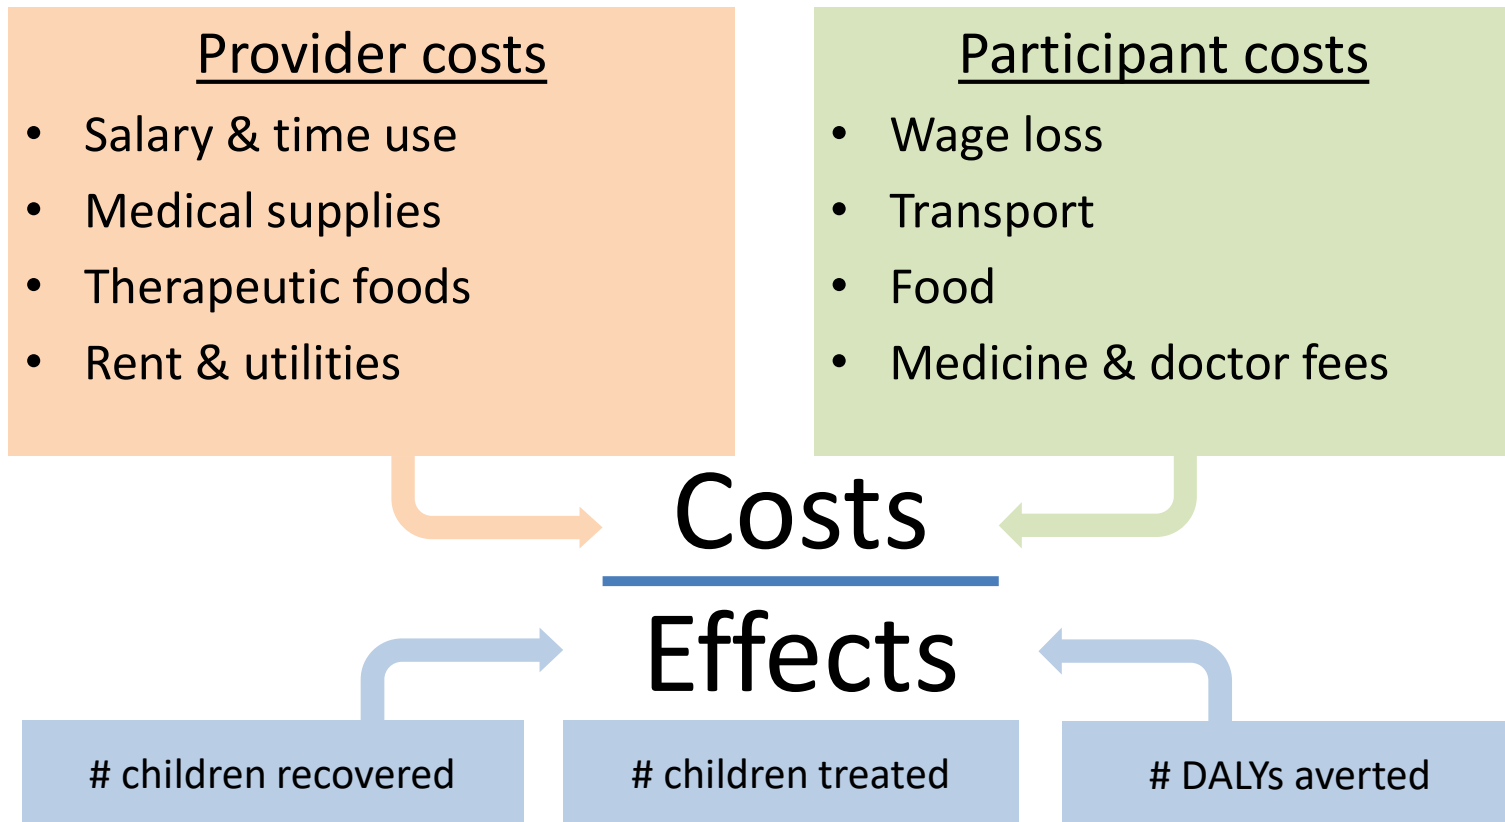 Provider costs
• Salary & time use
• Medical supplies
• Therapeutic foods
• Rent & utilities
Participant costs
• Wage loss
• Transport
• Food
• Medicine & doctor fees
Costs
Effects
# children recovered
# children treated
# DALYs averted